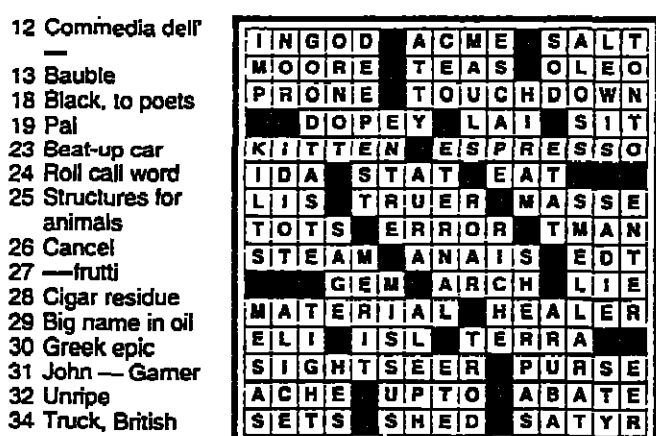 12 Commedia dell'
—
13 Bauble
18 Black, to poets
19 Pal
23 Beat-up car
24 Roll call word
25 Structures for
animals
26 Cancel
27 —frutti
28 Cigar residue
29 Big name in oil
30 Greek epic
31 John — Garner
32 Unripe
34 Truck, British
INGOD ACME SALT
MOORE TEAS OLEO
PRONE TOUCHDOWN
DOPEY LAI SIT
KITTEN ESPRESSO
IDA STAT EAT
LIS TRUER MASSE
TOTS ERROR TMAN
STEAM ANAIS EDT
GEM ARCH LIE
MATERIAL HEALER
ELI ISL TERRA
SIGHTSEER PURSE
ACHE UPTO ABATE
SETS SHED SATYR